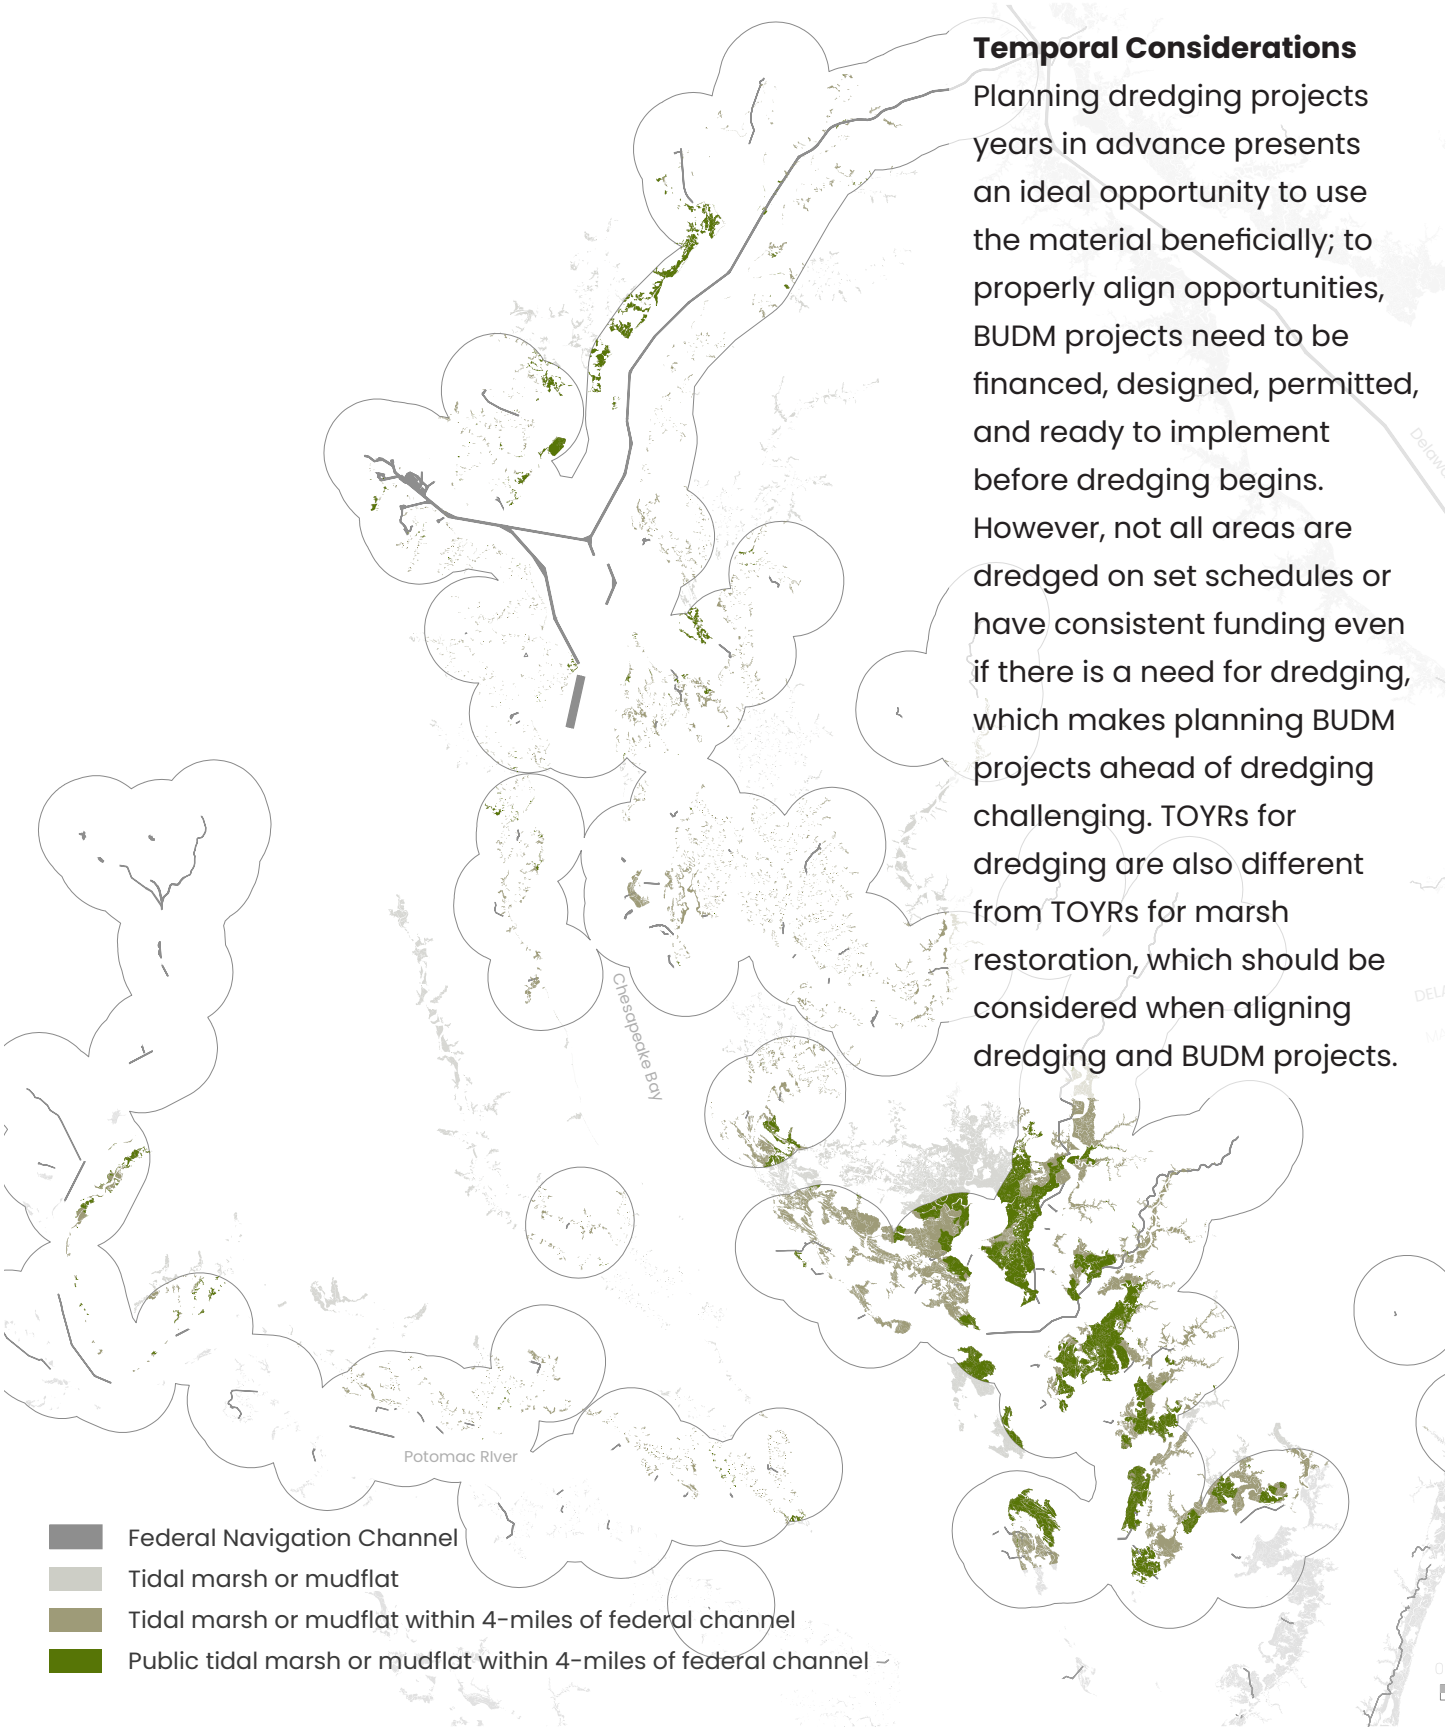 Temporal Considerations
Planning dredging projects
years in advance presents
an ideal opportunity to use
the material beneficially; to
properly align opportunities,
BUDM projects need to be
financed, designed, permitted,
and ready to implement
before dredging begins.
However, not all areas are
dredged on set schedules or
have consistent funding even
if there is a need for dredging,
which makes planning BUDM
projects ahead of dredging
challenging. TOYRs for
dredging are also different
from TOYRs for marsh
restoration, which should be
considered when aligning
dredging and BUDM projects.
Chesapeake Bay
Potomac RIver
Federal Navigation Channel
Tidal marsh or mudflat
Tidal marsh or mudflat within 4-miles of federal channel
Public tidal marsh or mudflat within 4-miles of federal channel